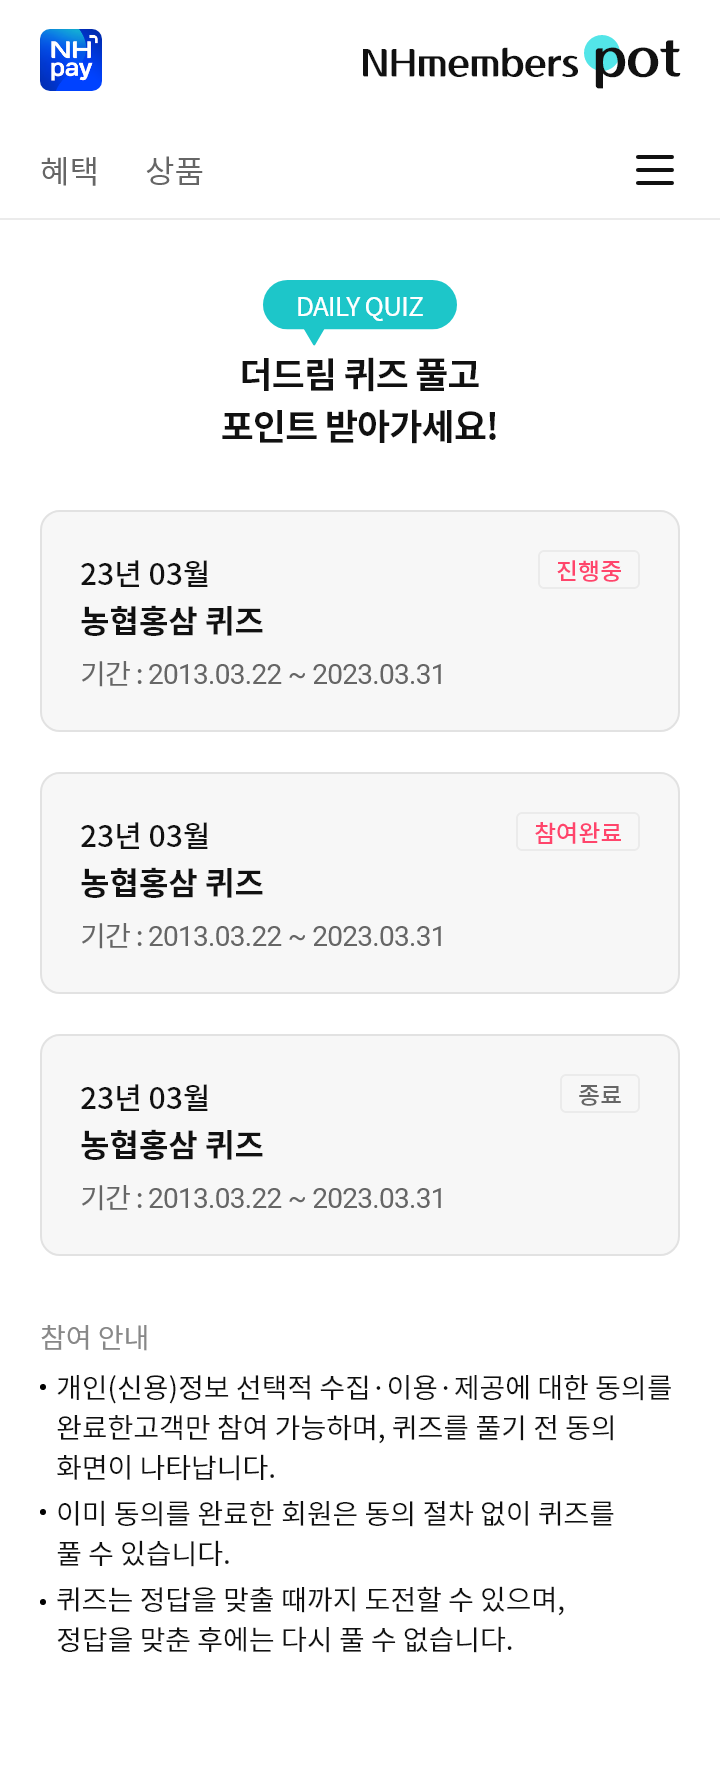 NH
pay
NHmembers pot
혜택 상품
DAILY QUIZ
더드림 퀴즈 풀고
포인트 받아가세요!
23년 03월
진행중
농협홍삼 퀴즈
기간 : 2013.03.22 ~ 2023.03.31
23년 03월
참여완료
농협홍삼 퀴즈
기간 : 2013.03.22 ~ 2023.03.31
23년 03월
종료
농협홍삼 퀴즈
기간 : 2013.03.22 ~ 2023.03.31
참여 안내
• 개인(신용)정보 선택적 수집·이용·제공에 대한 동의를
완료한고객만 참여 가능하며, 퀴즈를 풀기 전 동의
화면이 나타납니다.
• 이미 동의를 완료한 회원은 동의 절차 없이 퀴즈를
풀 수 있습니다.
• 퀴즈는 정답을 맞출 때까지 도전할 수 있으며,
정답을 맞춘 후에는 다시 풀 수 없습니다.